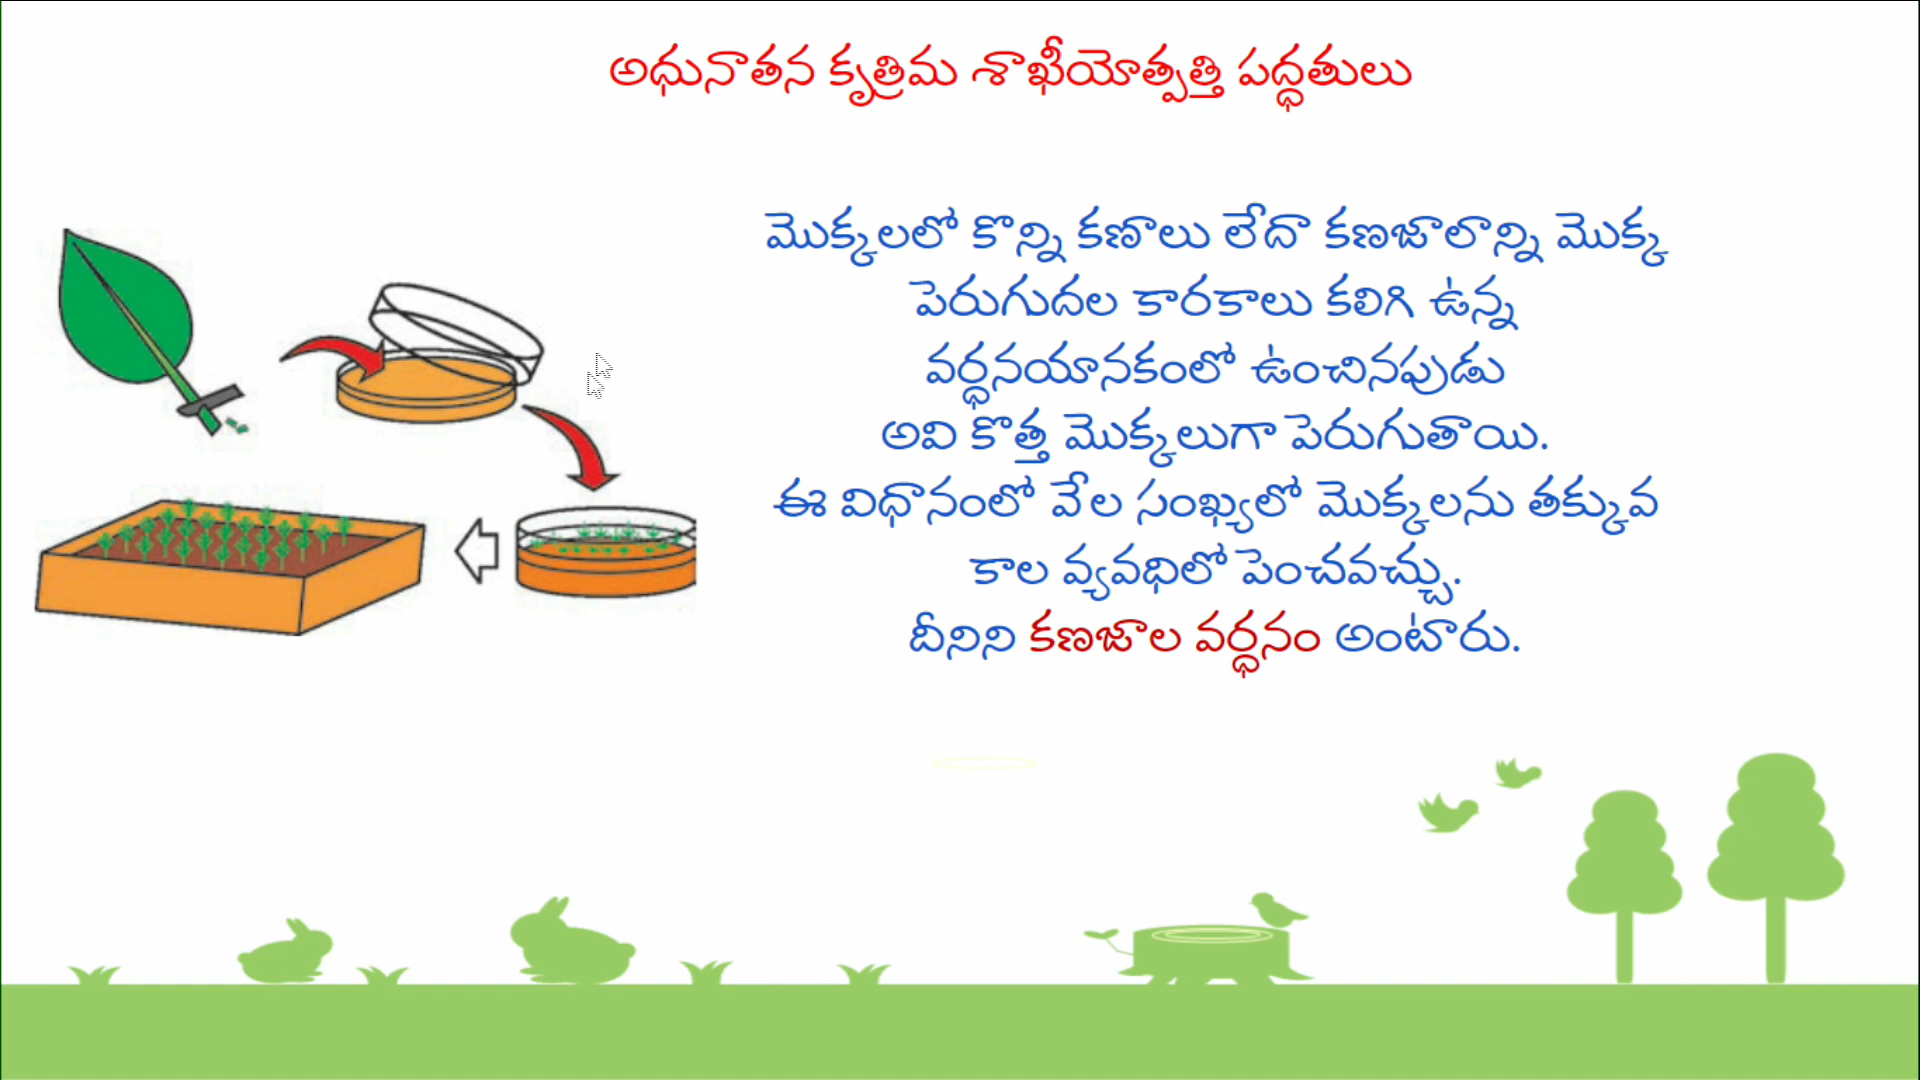 అధునాతన కృత్రిమ శాఖీయోత్పత్తి పద్ధతులు
మొక్కలలో కొన్ని కణాలు లేదా కణజాలాన్ని మొక్క
పెరుగుదల కారకాలు కలిగి ఉన్న
వర్ధనయానకంలో ఉంచినపుడు
అవి కొత్త మొక్కలుగా పెరుగుతాయి.
ఈ విధానంలో వేల సంఖ్యలో మొక్కలను తక్కువ
కాల వ్యవధిలో పెంచవచ్చు.
దీనిని కణజాల వర్ధనం అంటారు.